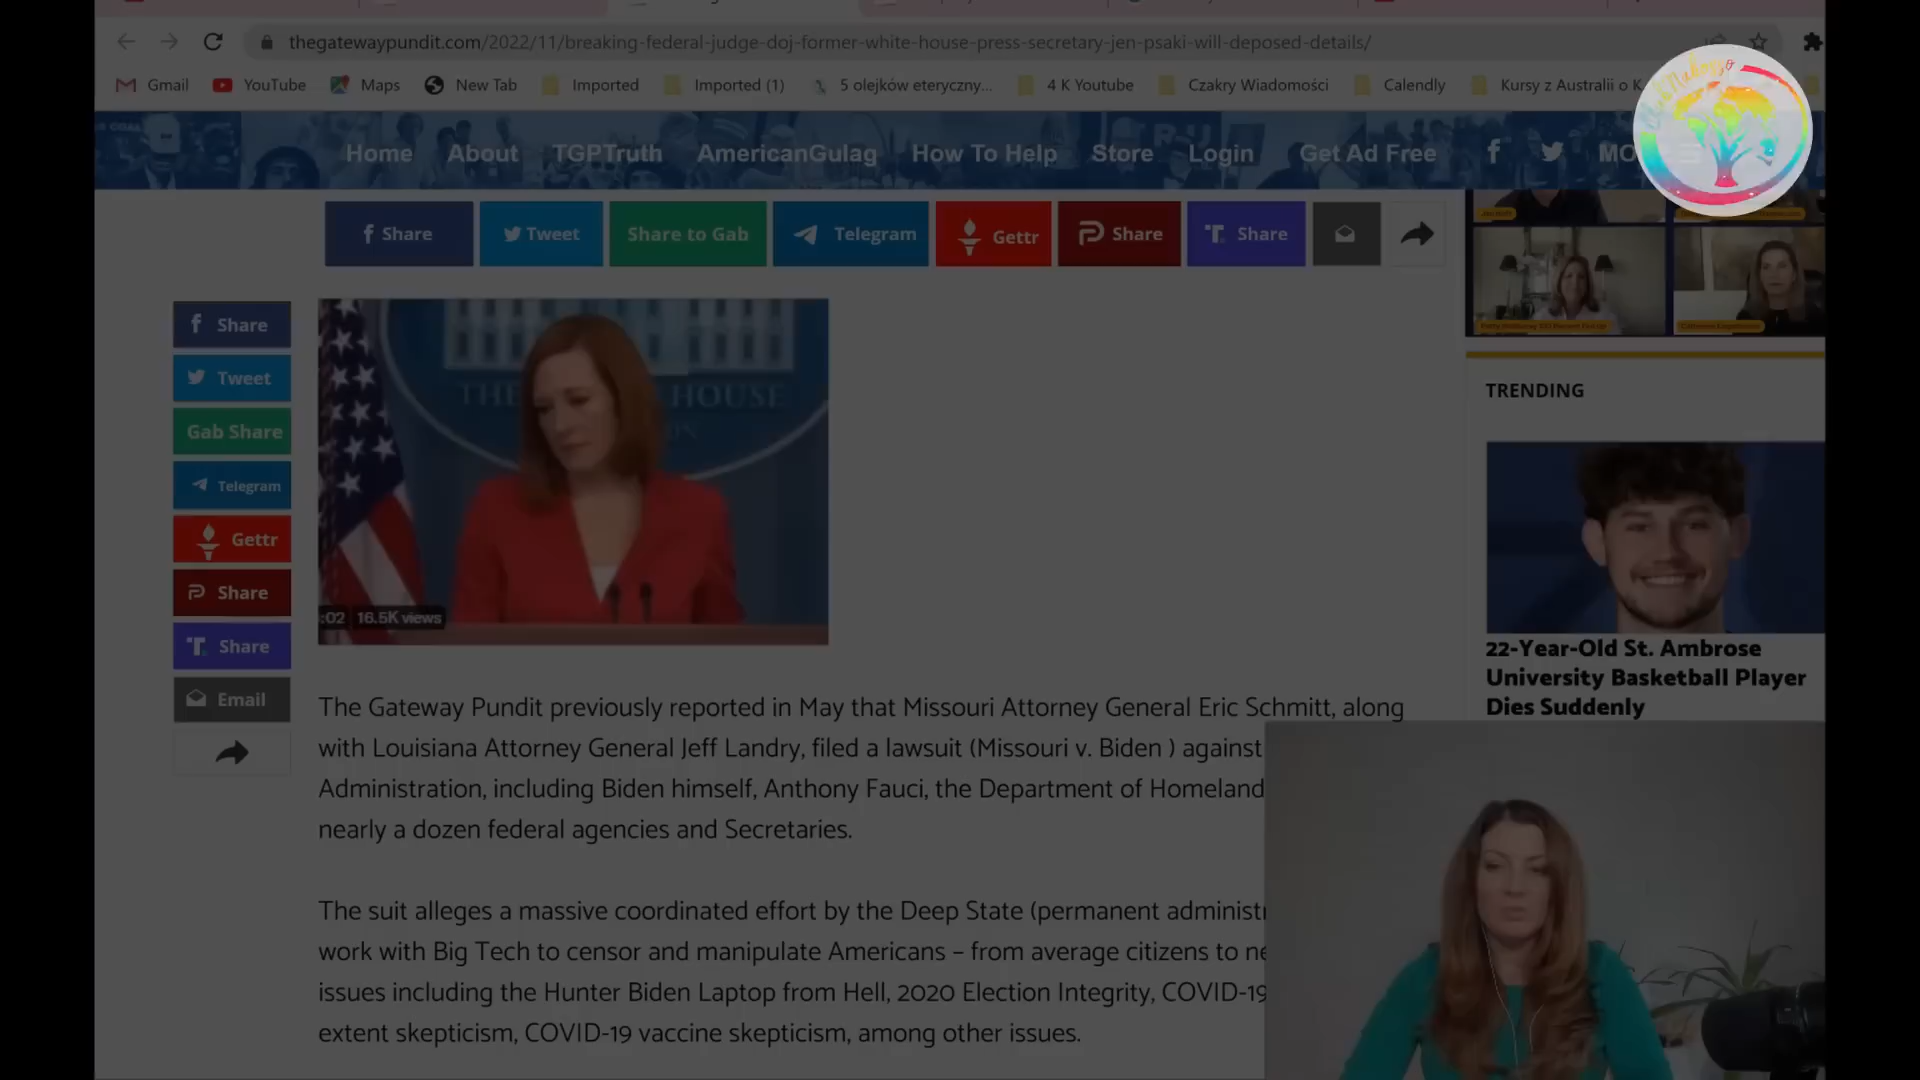 thegatewaypundit.com/2022/11/breaking-federal-judge-doj-former-white-house-press-secretary-jen-psaki-will-deposed-details/
Gmail YouTube Maps New Tab Imported Imported (1) 5 olejków eteryczny... 4 K Youtube Czakry Wiadomości Calendly Kursy z Australii o K
Home About TGPTruth AmericanGulag How To Help Store Login Get Ad Free MO
Share Tweet Share to Gab Telegram Gettr Share Share
Share
Tweet
Gab Share
Telegram
Gettr
Share
Share
Email
THE HOUSE
:02 16.5K views
TRENDING
22-Year-Old St. Ambrose
University Basketball Player
Dies Suddenly
The Gateway Pundit previously reported in May that Missouri Attorney General Eric Schmitt, along
with Louisiana Attorney General Jeff Landry, filed a lawsuit (Missouri v. Biden ) against
Administration, including Biden himself, Anthony Fauci, the Department of Homeland
nearly a dozen federal agencies and Secretaries.
The suit alleges a massive coordinated effort by the Deep State (permanent administr
work with Big Tech to censor and manipulate Americans – from average citizens to ne
issues including the Hunter Biden Laptop from Hell, 2020 Election Integrity, COVID-19
extent skepticism, COVID-19 vaccine skepticism, among other issues.